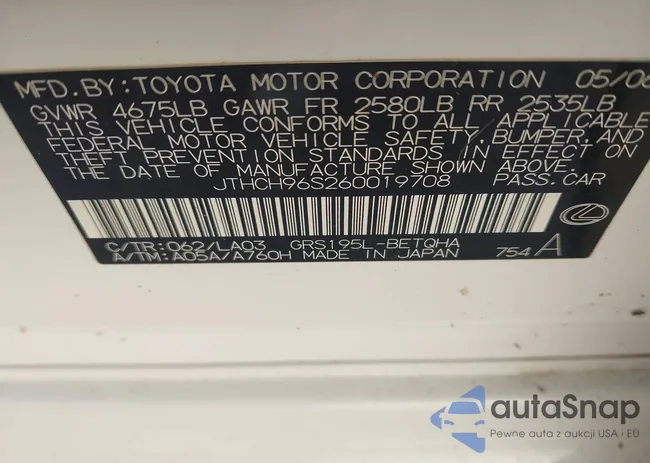 MFD. BY: TOYOTA MOTOR CORPORATION 05/06
GVWR 4675LB GAWR FR 2580LB RR 2535LB
THIS VEHICLE CONFORMS TO ALL APPLICABLE
FEDERAL MOTOR VEHICLE SAFETY, BUMPER, AND
THEFT PREVENTION STANDARDS IN EFFECT ON
THE DATE OF MANUFACTURE SHOWN ABOVE.
JTHCH96S260019708 PASS. CAR
C/TR: 062/LA03 GRS195L-BETQHA
A/TM: A05A/A760H MADE IN JAPAN 754 A
autaSnap
Pewne auta z aukcji USA i EU